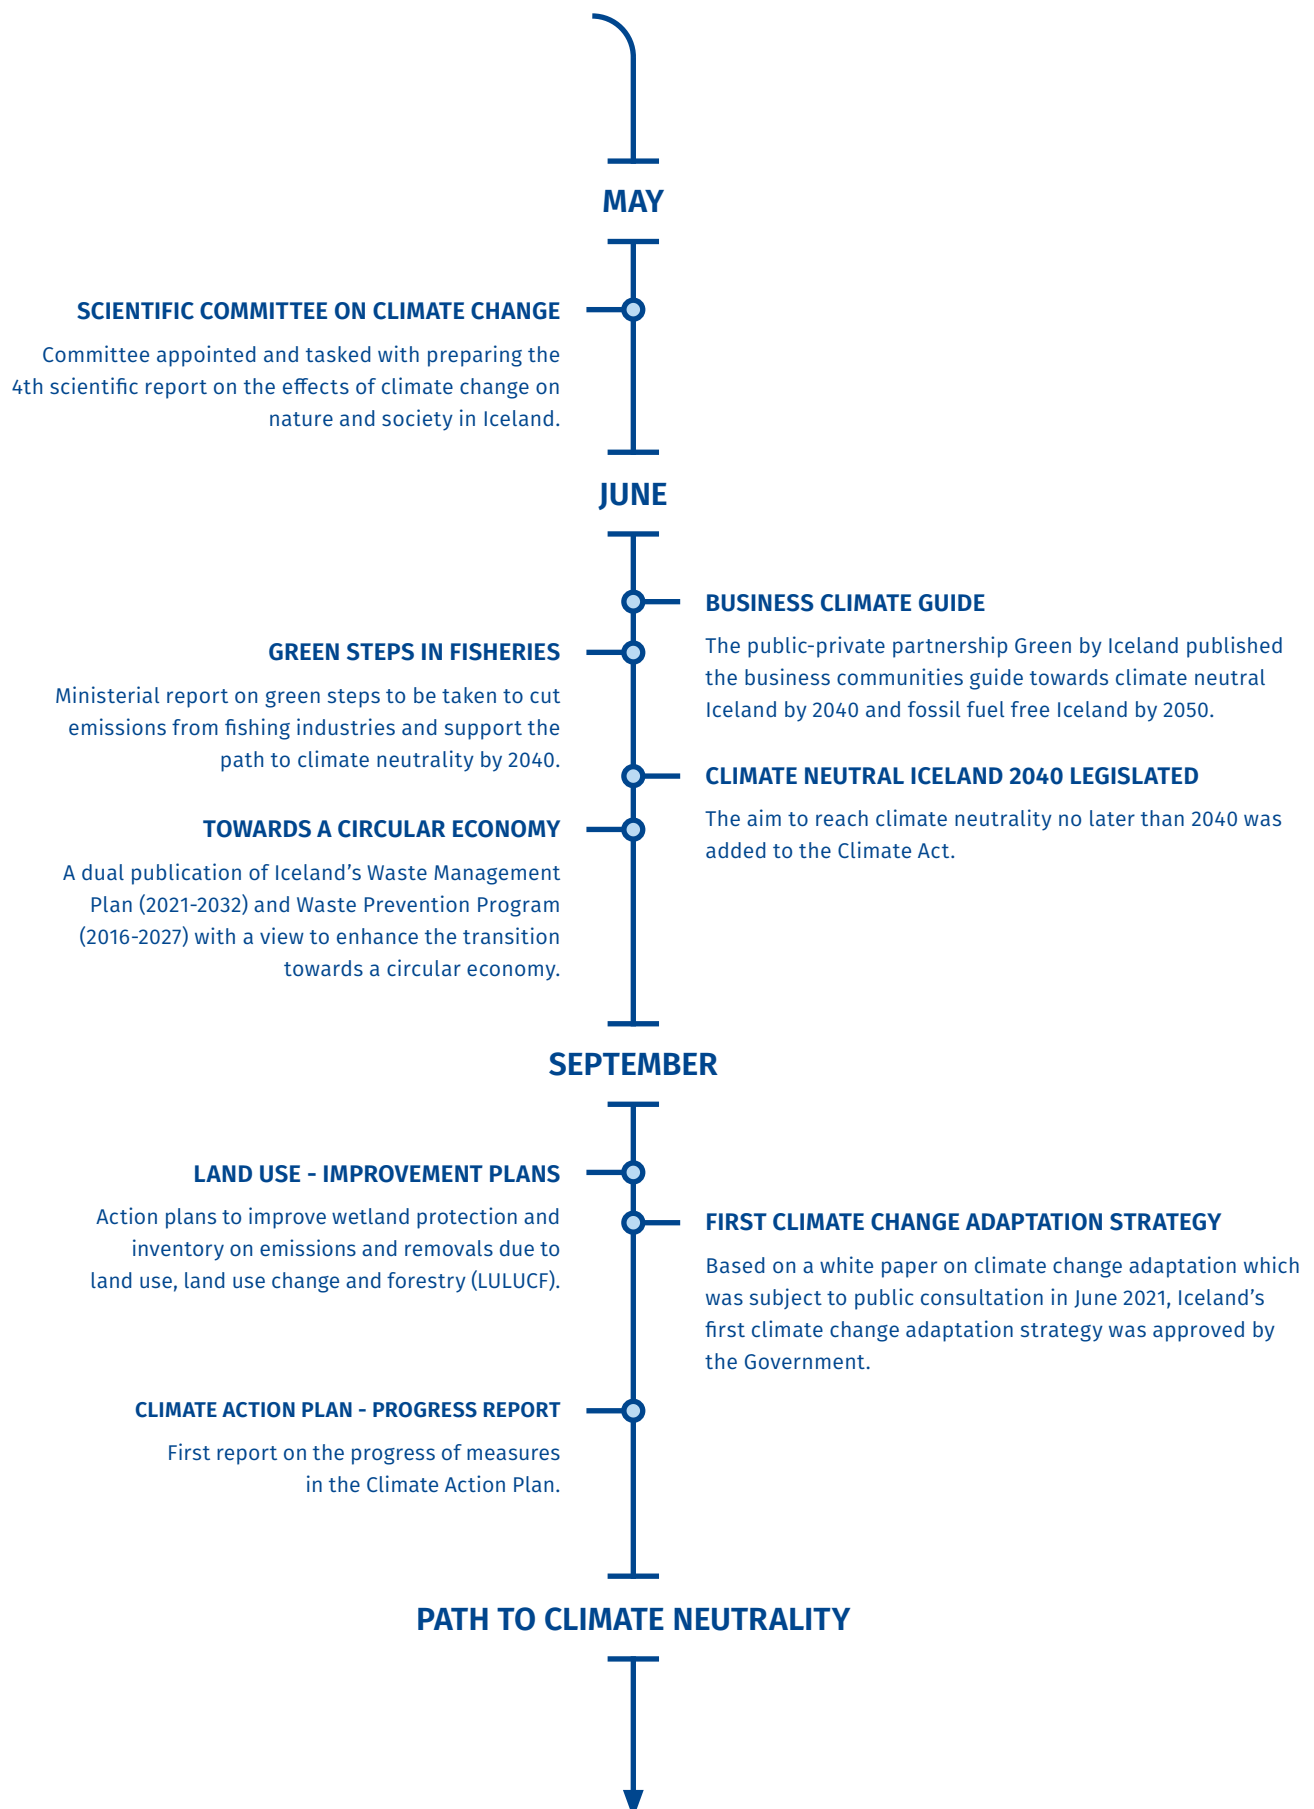 MAY
SCIENTIFIC COMMITTEE ON CLIMATE CHANGE
Committee appointed and tasked with preparing the
4th scientific report on the effects of climate change on
nature and society in Iceland.
JUNE
BUSINESS CLIMATE GUIDE
The public-private partnership Green by Iceland published
the business communities guide towards climate neutral
Iceland by 2040 and fossil fuel free Iceland by 2050.
GREEN STEPS IN FISHERIES
Ministerial report on green steps to be taken to cut
emissions from fishing industries and support the
path to climate neutrality by 2040.
CLIMATE NEUTRAL ICELAND 2040 LEGISLATED
The aim to reach climate neutrality no later than 2040 was
added to the Climate Act.
TOWARDS A CIRCULAR ECONOMY
A dual publication of Iceland’s Waste Management
Plan (2021-2032) and Waste Prevention Program
(2016-2027) with a view to enhance the transition
towards a circular economy.
SEPTEMBER
LAND USE - IMPROVEMENT PLANS
Action plans to improve wetland protection and
inventory on emissions and removals due to
land use, land use change and forestry (LULUCF).
FIRST CLIMATE CHANGE ADAPTATION STRATEGY
Based on a white paper on climate change adaptation which
was subject to public consultation in June 2021, Iceland’s
first climate change adaptation strategy was approved by
the Government.
CLIMATE ACTION PLAN - PROGRESS REPORT
First report on the progress of measures
in the Climate Action Plan.
PATH TO CLIMATE NEUTRALITY